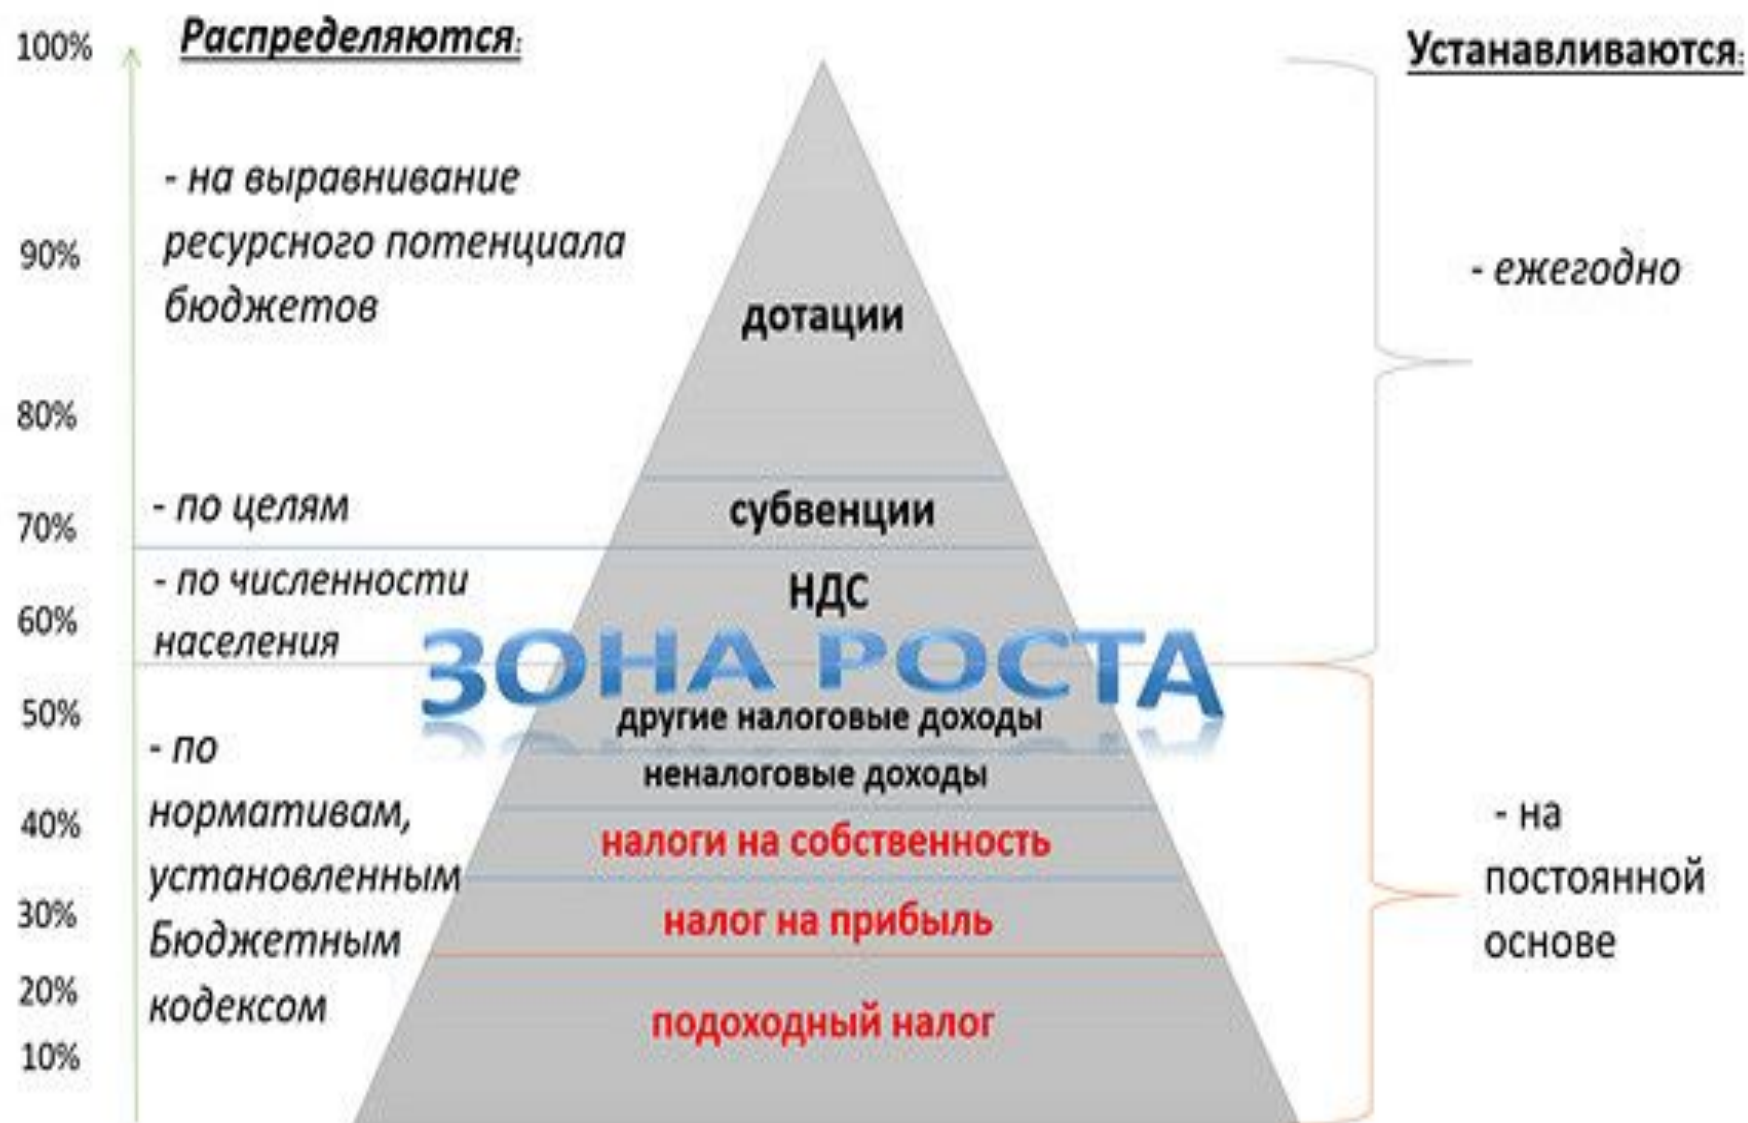 100%
Распределяются:
Устанавливаются:
- на выравнивание
ресурсного потенциала
бюджетов
90%
- ежегодно
дотации
80%
- по целям
субвенции
70%
- по численности
населения
НДС
60%
ЗОНА РОСТА
50%
другие налоговые доходы
- по
нормативам,
установленным
Бюджетным
кодексом
неналоговые доходы
40%
налоги на собственность
- на
постоянной
основе
30%
налог на прибыль
20%
подоходный налог
10%